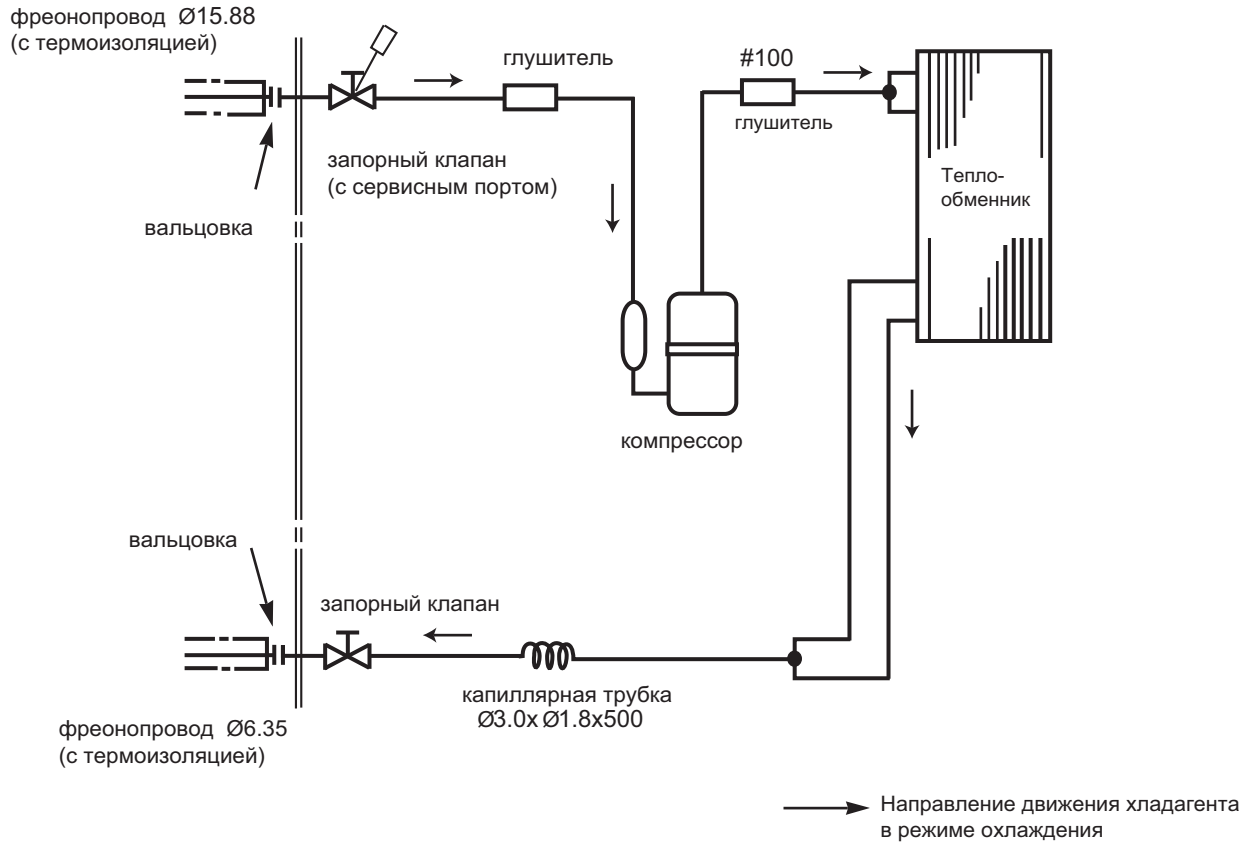 фреонопровод Ø15.88
(с термоизоляцией)
глушитель
#100
глушитель
запорный клапан
(с сервисным портом)
вальцовка
Тепло-
обменник
компрессор
вальцовка
запорный клапан
капиллярная трубка
Ø3.0x Ø1.8x500
фреонопровод Ø6.35
(с термоизоляцией)
Направление движения хладагента
в режиме охлаждения